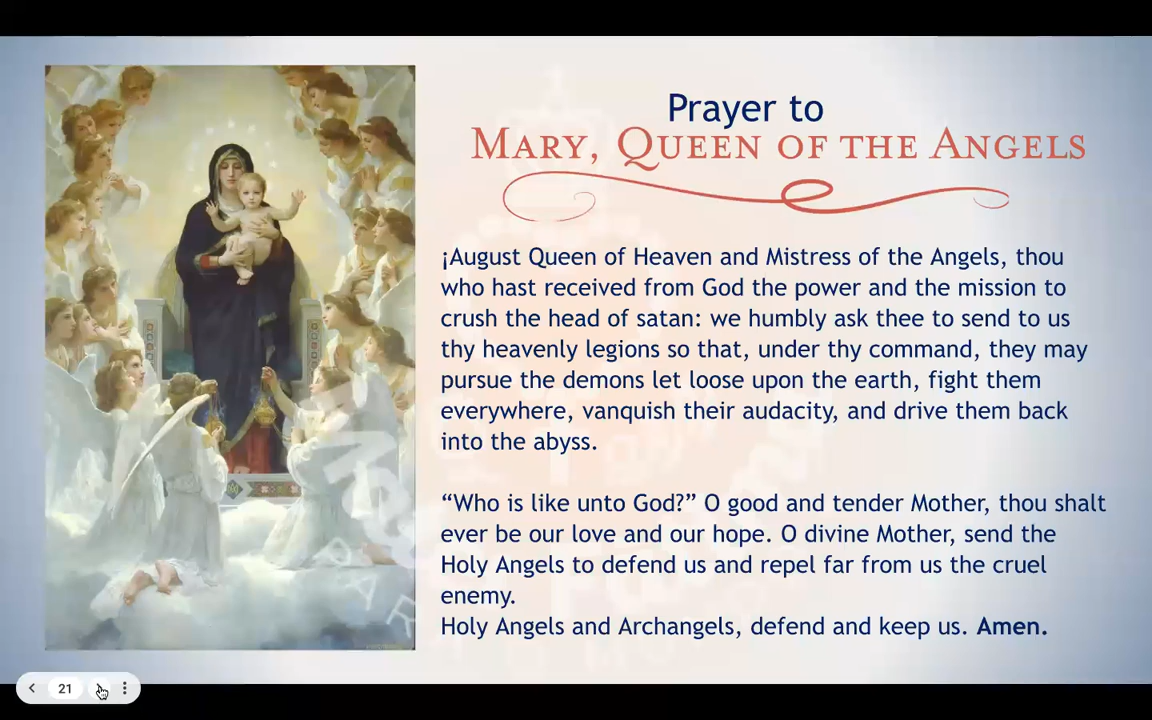 Prayer to
MARY, QUEEN OF THE ANGELS
¡August Queen of Heaven and Mistress of the Angels, thou
who hast received from God the power and the mission to
crush the head of satan: we humbly ask thee to send to us
thy heavenly legions so that, under thy command, they may
pursue the demons let loose upon the earth, fight them
everywhere, vanquish their audacity, and drive them back
into the abyss.
“Who is like unto God?” O good and tender Mother, thou shalt
ever be our love and our hope. O divine Mother, send the
Holy Angels to defend us and repel far from us the cruel
enemy.
Holy Angels and Archangels, defend and keep us. Amen.
21